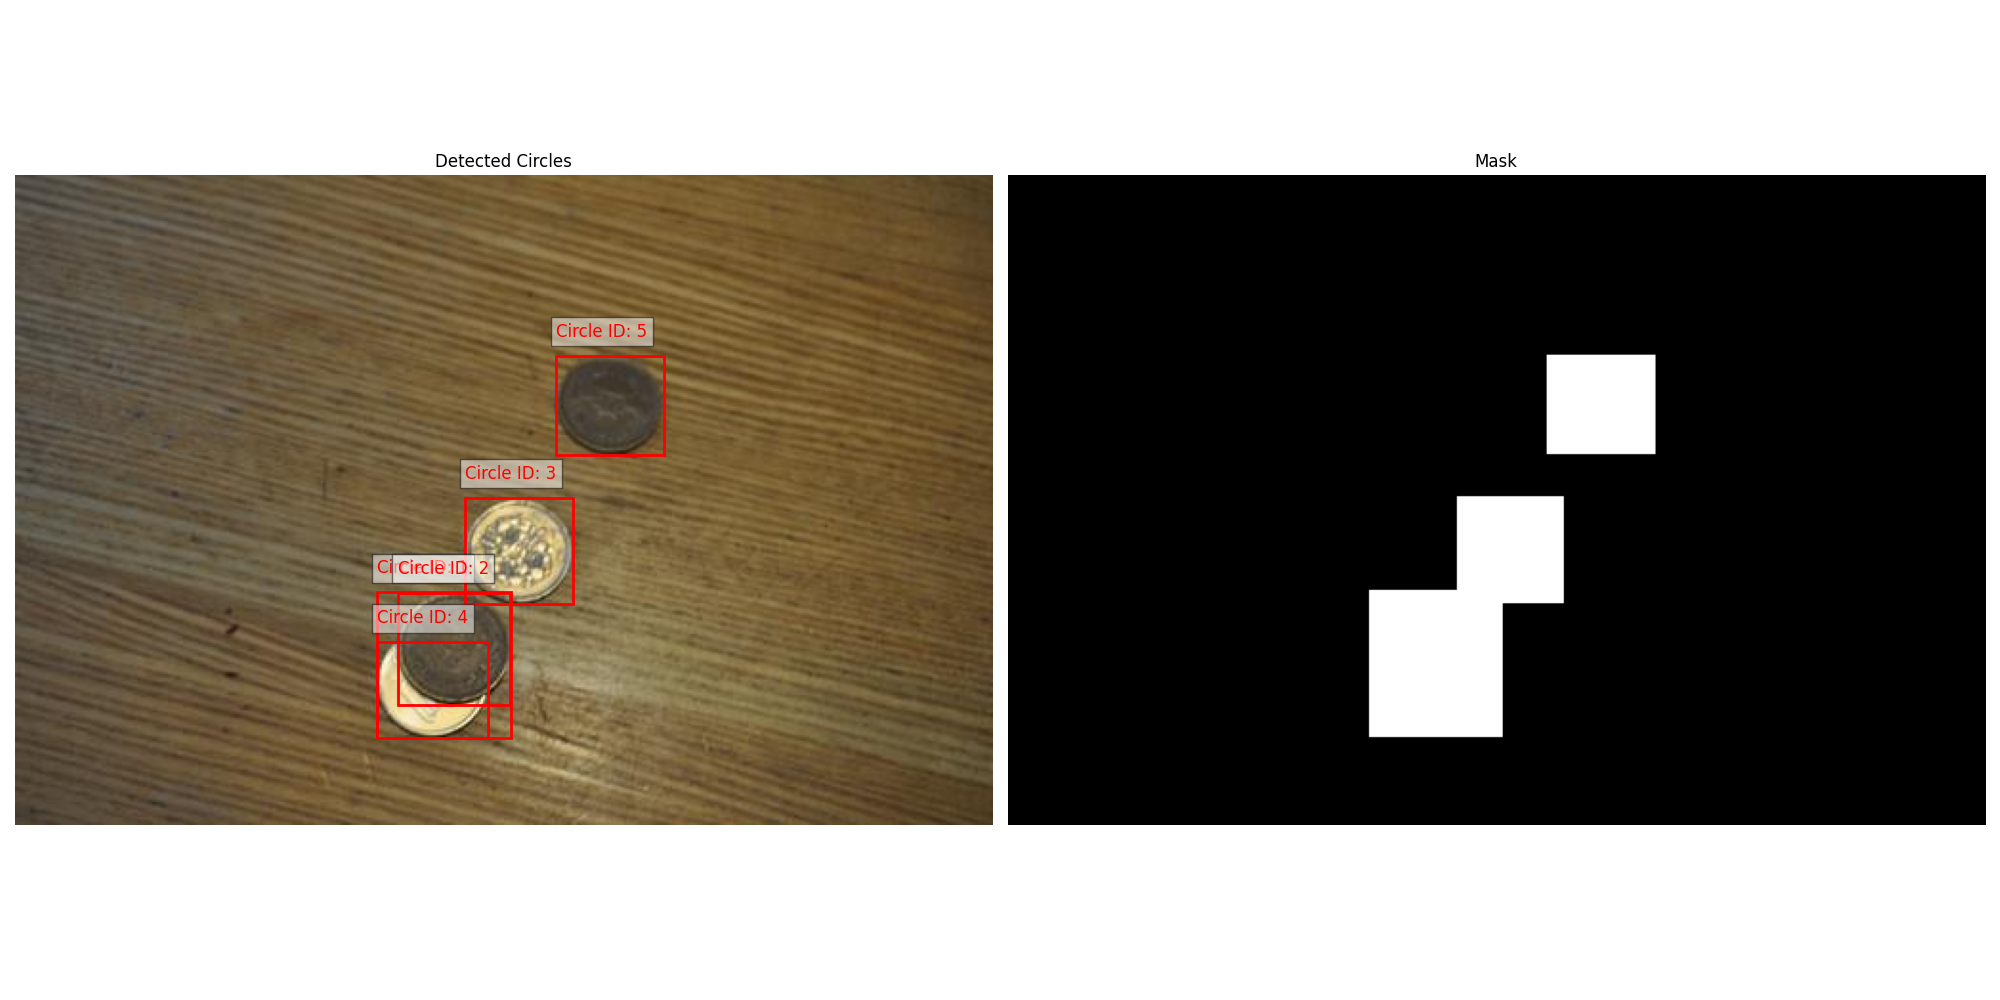 Detected Circles
Mask
Circle ID: 5
Circle ID: 3
Circle ID: 2
Circle ID: 4